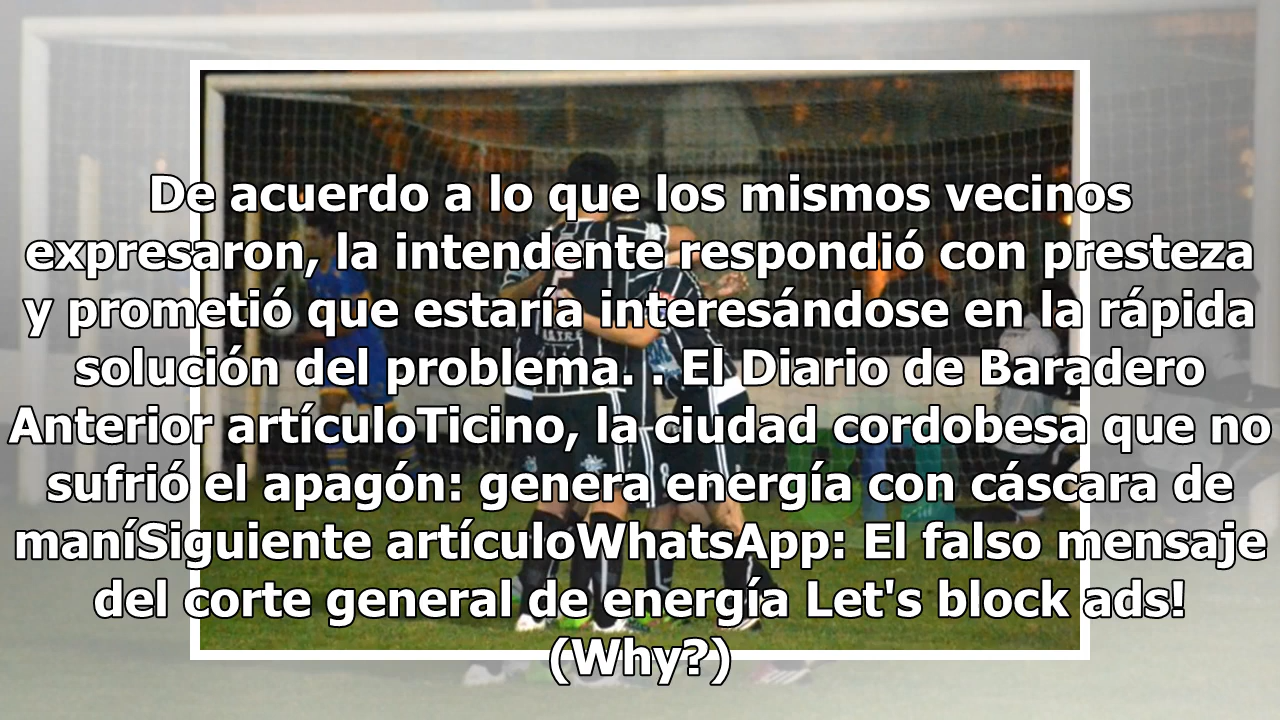 De acuerdo a lo que los mismos vecinos
expresaron, la intendente respondió con presteza
y prometió que estaría interesándose en la rápida
solución del problema. . El Diario de Baradero
Anterior artículoTicino, la ciudad cordobesa que no
sufrió el apagón: genera energía con cáscara de
maníSiguiente artículoWhatsApp: El falso mensaje
del corte general de energía Let's block ads!
(Why?)